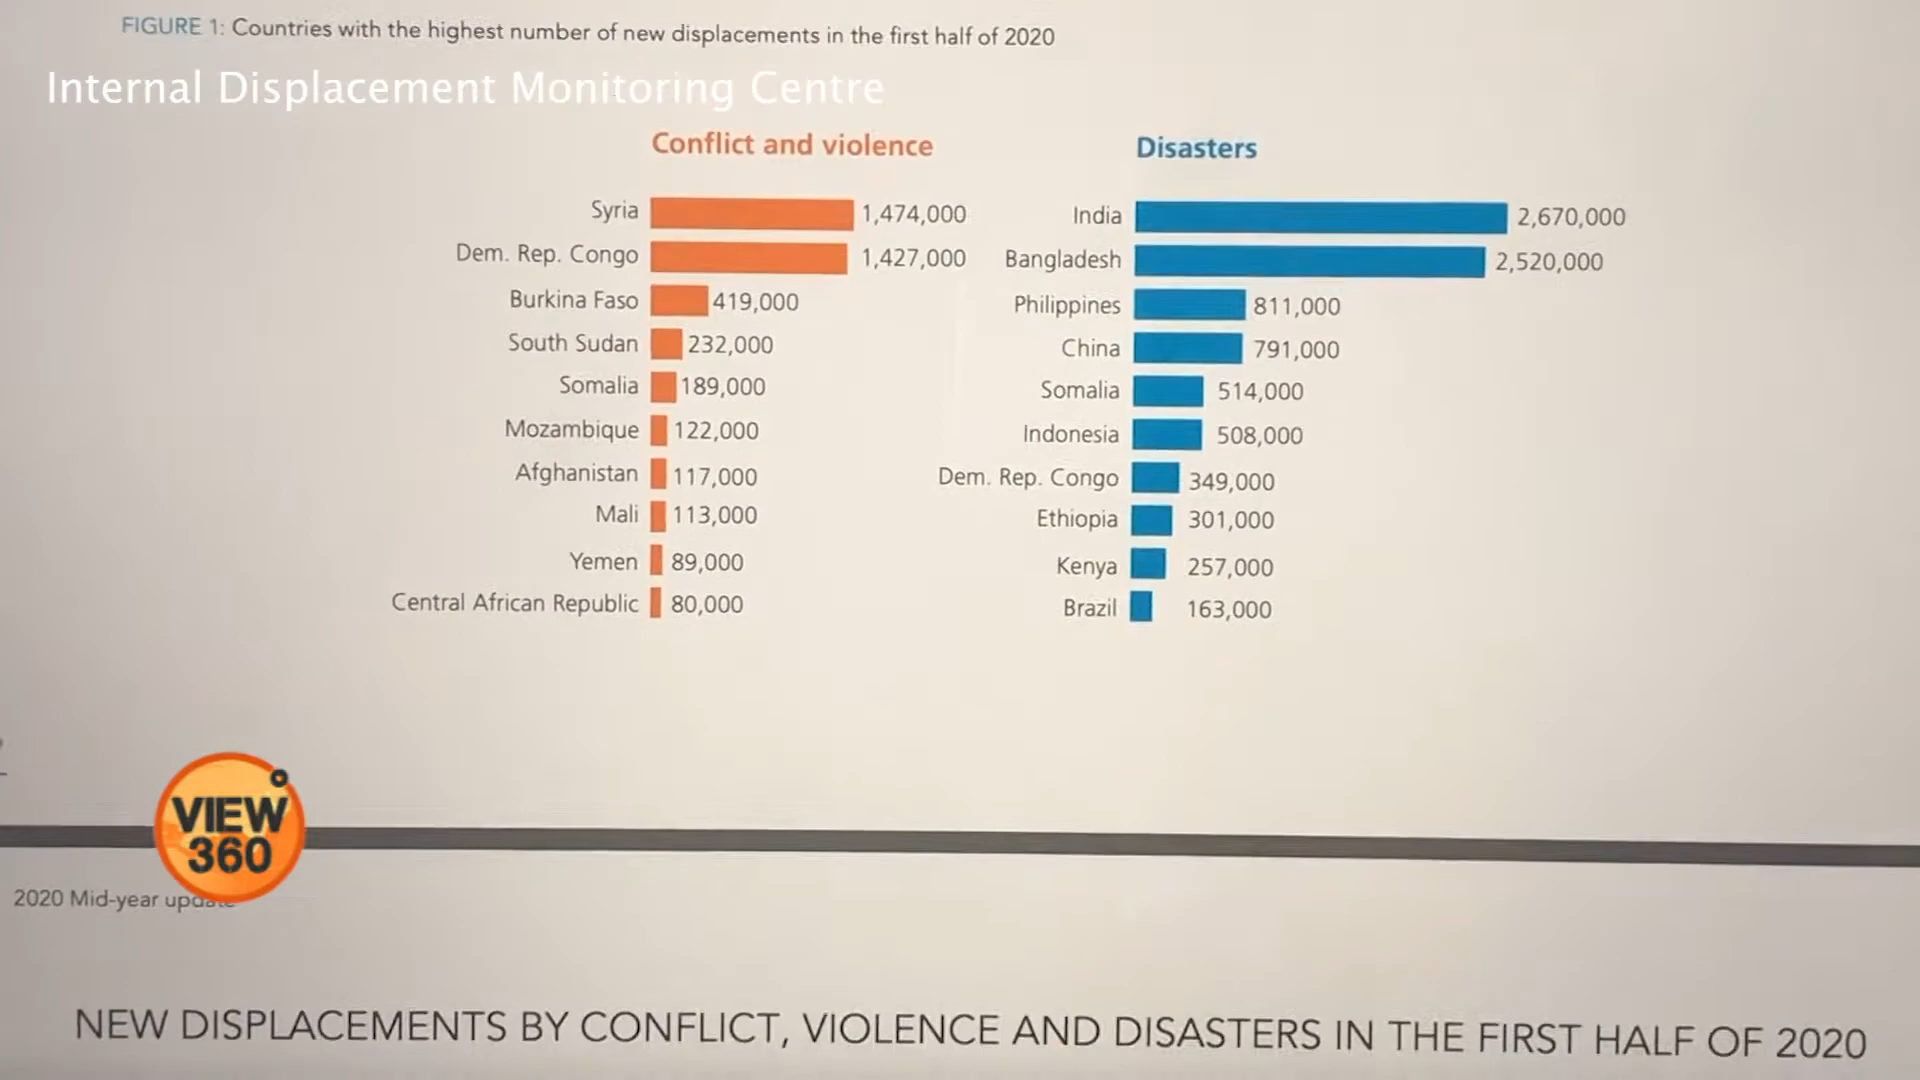 FIGURE 1: Countries with the highest number of new displacements in the first half of 2020
Internal Displacement Monitoring Centre
Conflict and violence
Syria 1,474,000
Dem. Rep. Congo 1,427,000
Burkina Faso 419,000
South Sudan 232,000
Somalia 189,000
Mozambique 122,000
Afghanistan 117,000
Mali 113,000
Yemen 89,000
Central African Republic 80,000
Disasters
India 2,670,000
Bangladesh 2,520,000
Philippines 811,000
China 791,000
Somalia 514,000
Indonesia 508,000
Dem. Rep. Congo 349,000
Ethiopia 301,000
Kenya 257,000
Brazil 163,000
VIEW
360°
2020 Mid-year update
NEW DISPLACEMENTS BY CONFLICT, VIOLENCE AND DISASTERS IN THE FIRST HALF OF 2020